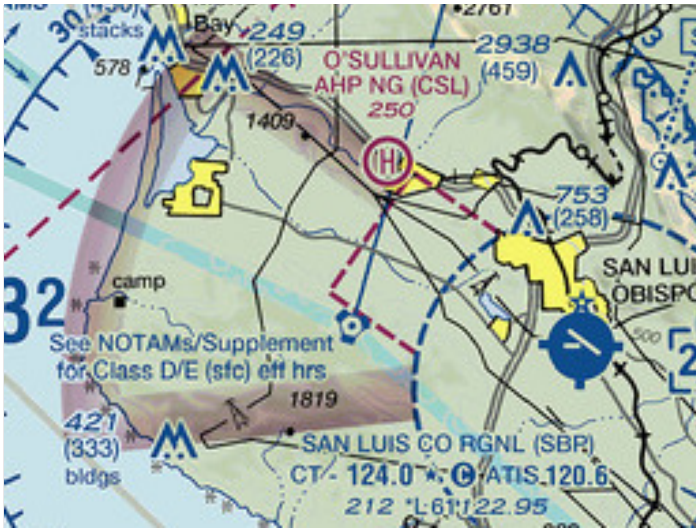 30
stacks
Bay
249
(226)
2761
578
O'SULLIVAN
AHP NG (CSL)
250
2938
(459)
1409
H
753
(258)
32
camp
SAN LUI
OBISPO
500
See NOTAMs/Supplement
for Class D/E (sfc) eff hrs
2
1819
421
(333)
bldgs
SAN LUIS CO RGNL (SBP)
CT - 124.0 * C ATIS 120.6
212 *L 61 122.95